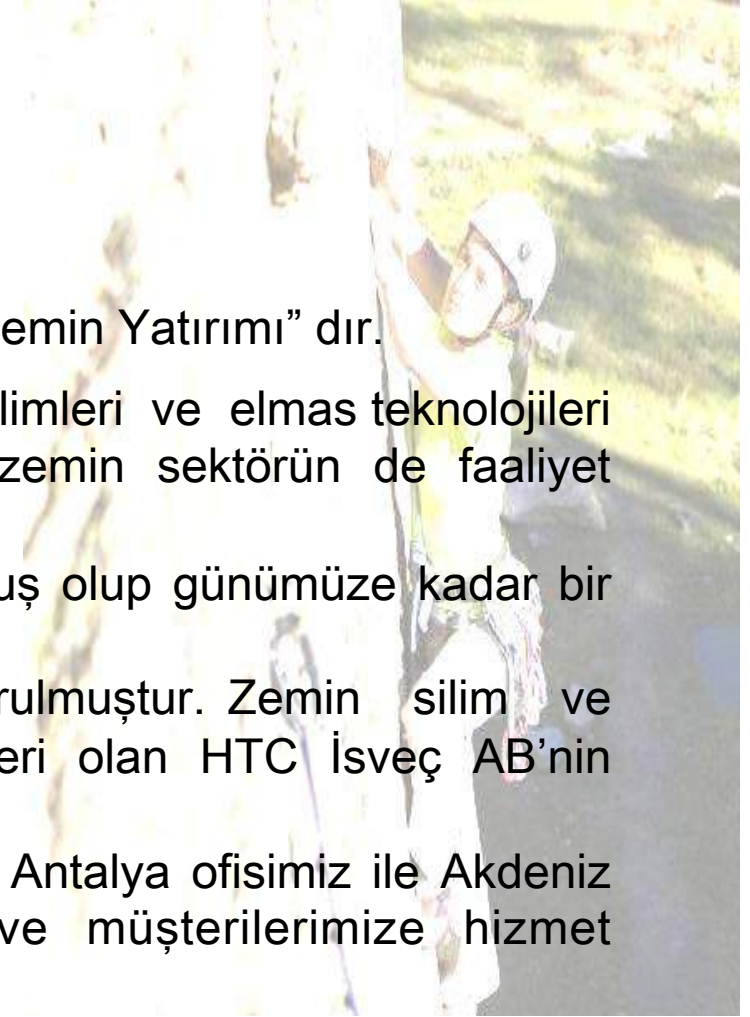 emin Yatırımı” dır.
limleri ve elmas teknolojileri
zemin sektörün de faaliyet
uş olup günümüze kadar bir
rulmuştur. Zemin silim ve
eri olan HTC İsveç AB’nin
Antalya ofisimiz ile Akdeniz
ve müşterilerimize hizmet